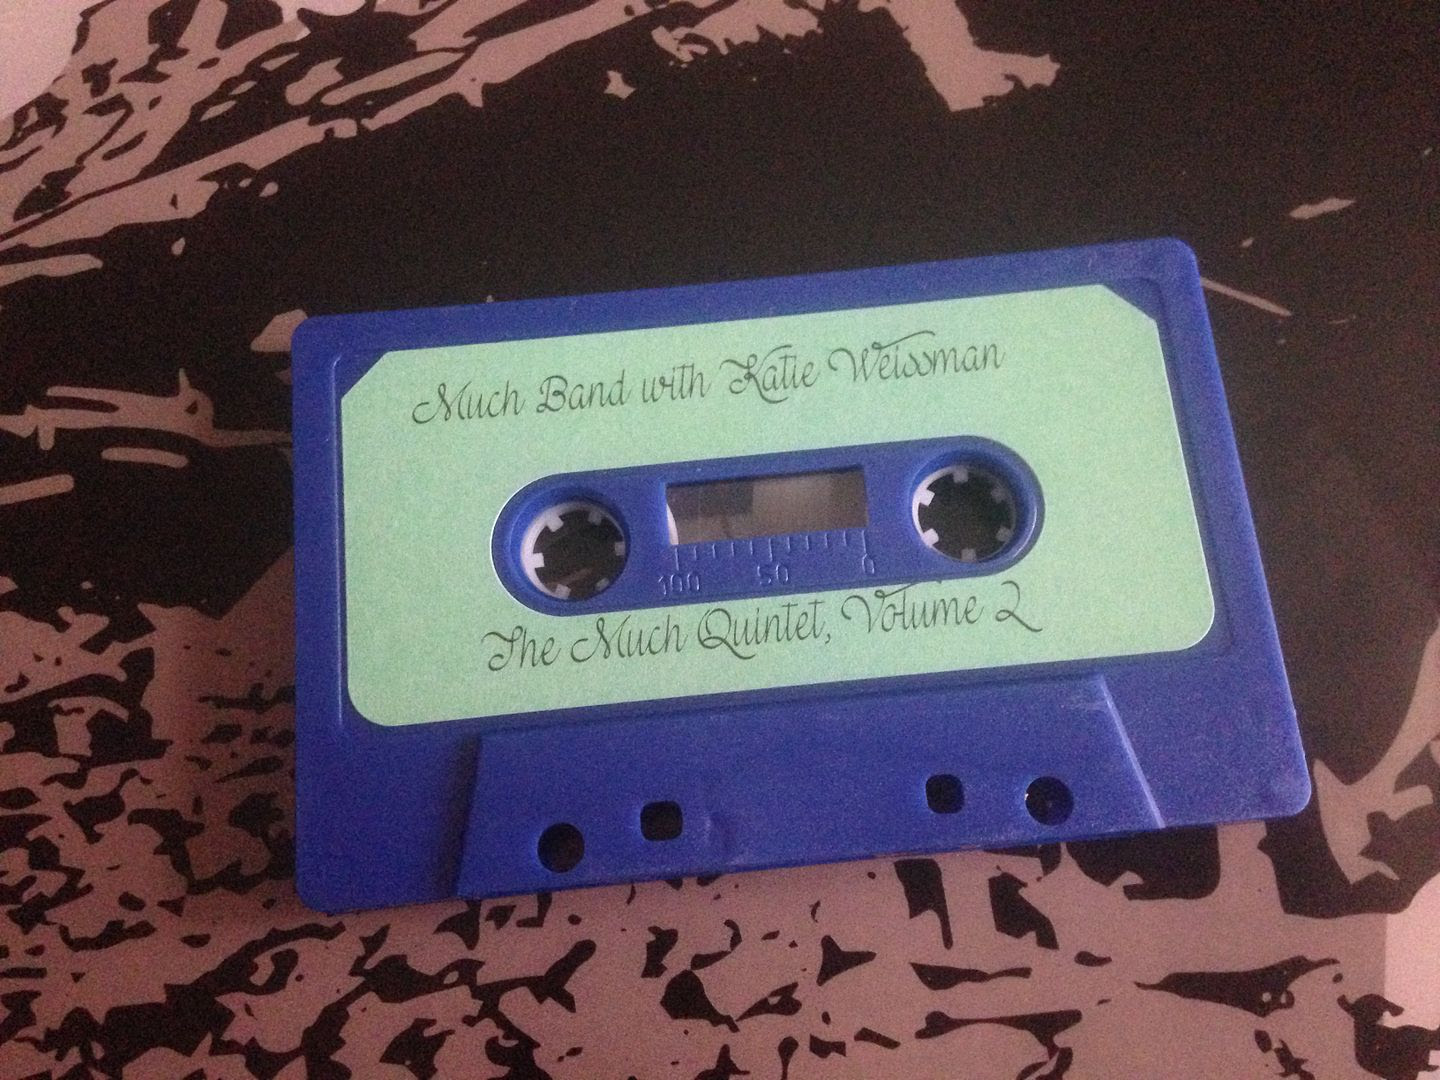 Much Band with Katie Weissman
100 50 0
The Much Quintet, Volume 2